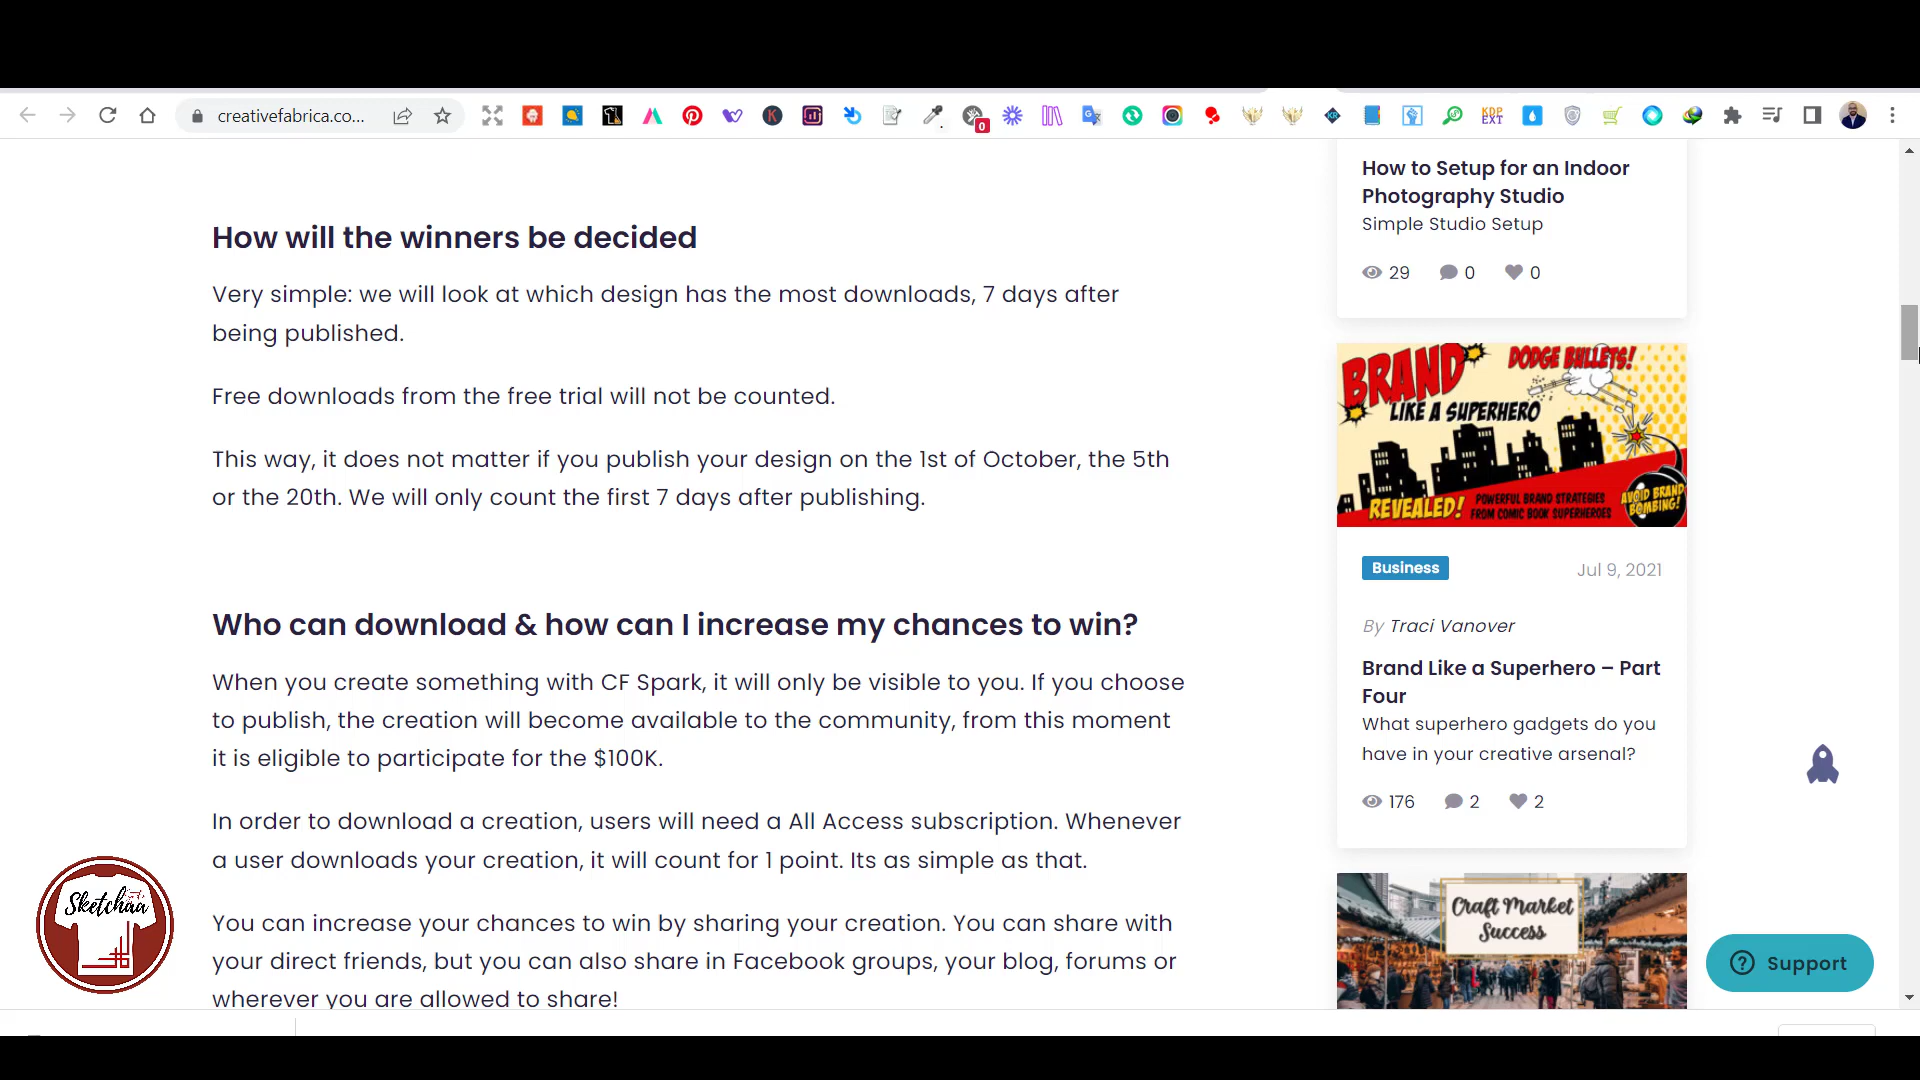 creativefabrica.co...
0
KDP
EXT
How will the winners be decided
Very simple: we will look at which design has the most downloads, 7 days after
being published.
Free downloads from the free trial will not be counted.
This way, it does not matter if you publish your design on the 1st of October, the 5th
or the 20th. We will only count the first 7 days after publishing.
Who can download & how can I increase my chances to win?
When you create something with CF Spark, it will only be visible to you. If you choose
to publish, the creation will become available to the community, from this moment
it is eligible to participate for the $100K.
In order to download a creation, users will need a All Access subscription. Whenever
a user downloads your creation, it will count for 1 point. Its as simple as that.
You can increase your chances to win by sharing your creation. You can share with
your direct friends, but you can also share in Facebook groups, your blog, forums or
wherever you are allowed to share!
Sketchaa
How to Setup for an Indoor
Photography Studio
Simple Studio Setup
29 0 0
BRAND
DODGE BULLETS!
LIKE A SUPERHERO
REVEALED!
POWERFUL BRAND STRATEGIES
FROM COMIC BOOK SUPERHEROES
AVOID BRAND
BOMBING!
Business
Jul 9, 2021
By Traci Vanover
Brand Like a Superhero – Part
Four
What superhero gadgets do you
have in your creative arsenal?
176 2 2
Craft Market
Success
Support